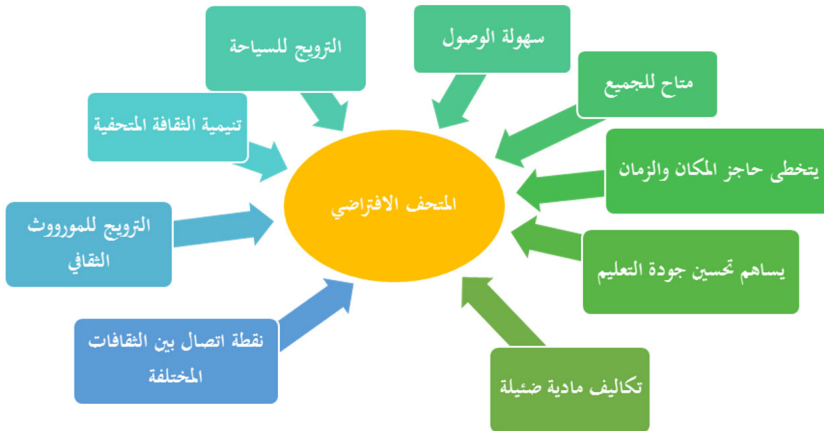 سهولة الوصول
الترويج للسياحة
متاح للجميع
تنيمية الثقافة المتحفية
يتخطى حاجز المكان والزمان
المتحف الافتراضي
الترويج للمورووث
الثقافي
يساهم تحسين جودة التعليم
نقطة اتصال بين الثقافات
المختلفة
تكاليف مادية ضئيلة